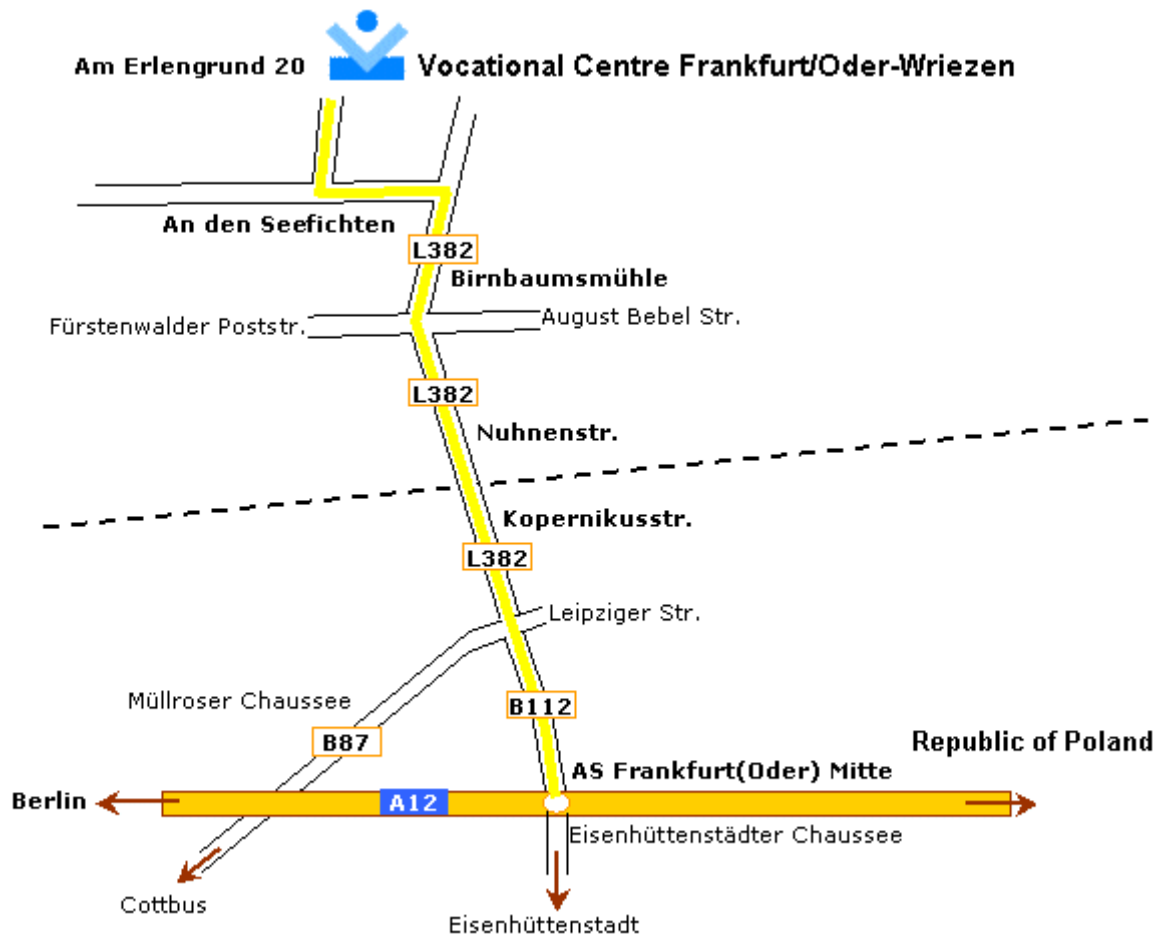 Am Erlengrund 20
Vocational Centre Frankfurt/Oder-Wriezen
An den Seefichten
L382
Birnbaumsmühle
Fürstenwalder Poststr.
August Bebel Str.
L382
Nuhnenstr.
Kopernikusstr.
L382
Leipziger Str.
Müllroser Chaussee
B112
B87
Republic of Poland
AS Frankfurt(Oder) Mitte
Berlin
A12
Eisenhüttenstädter Chaussee
Cottbus
Eisenhüttenstadt